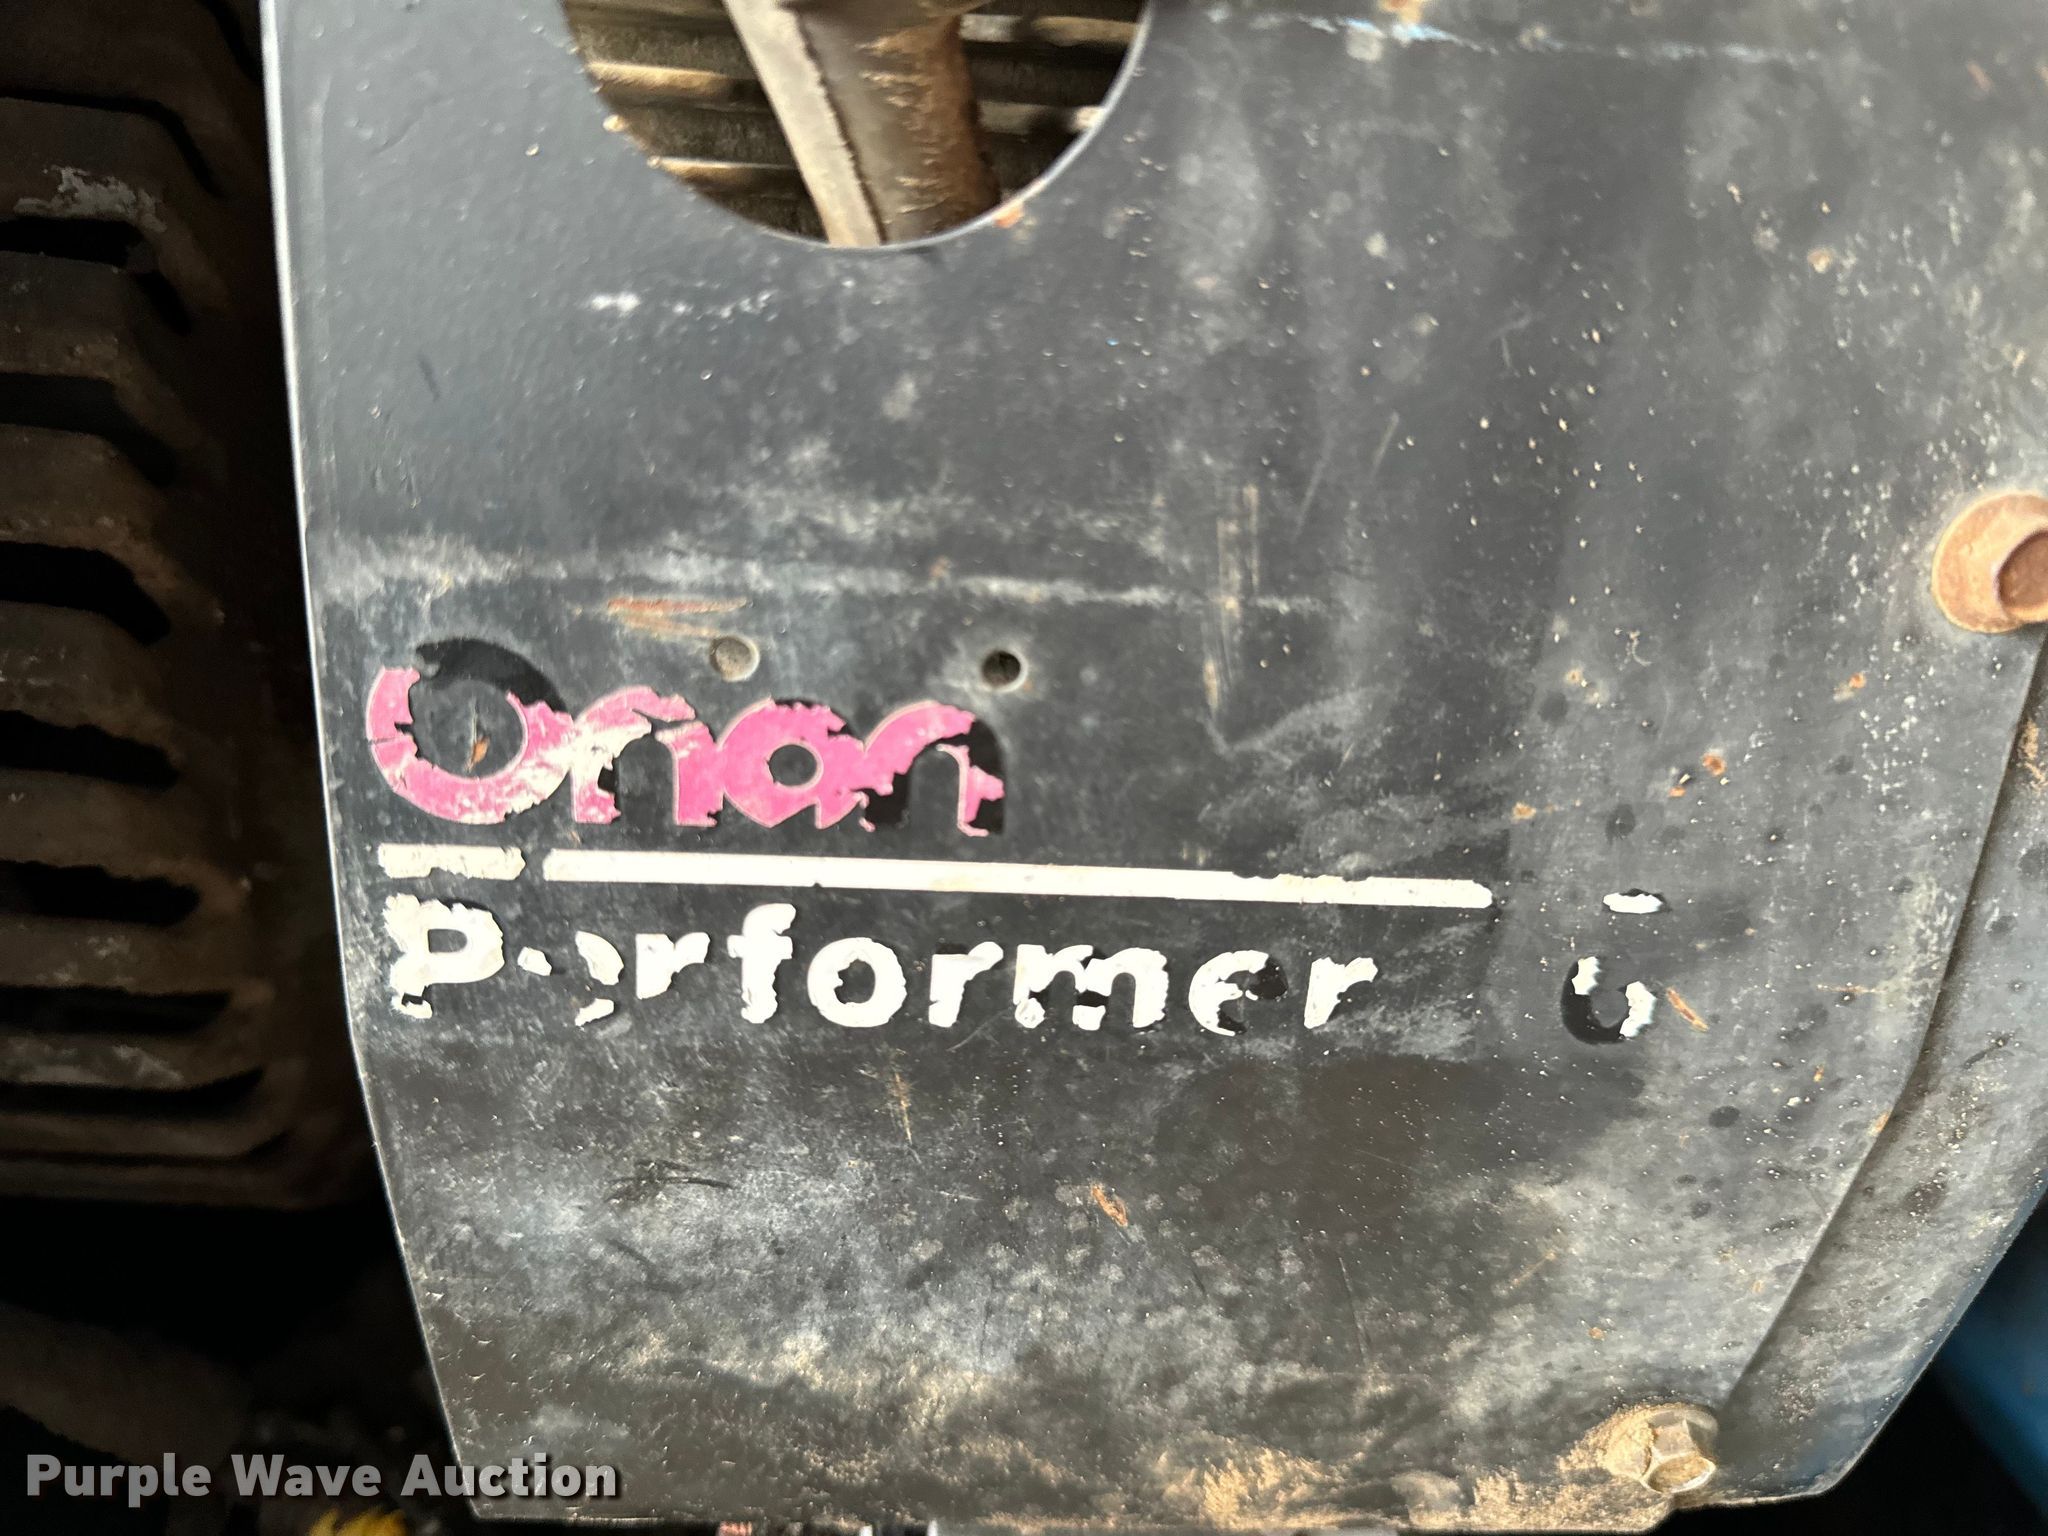 Onan
Performer
Purple Wave Auction